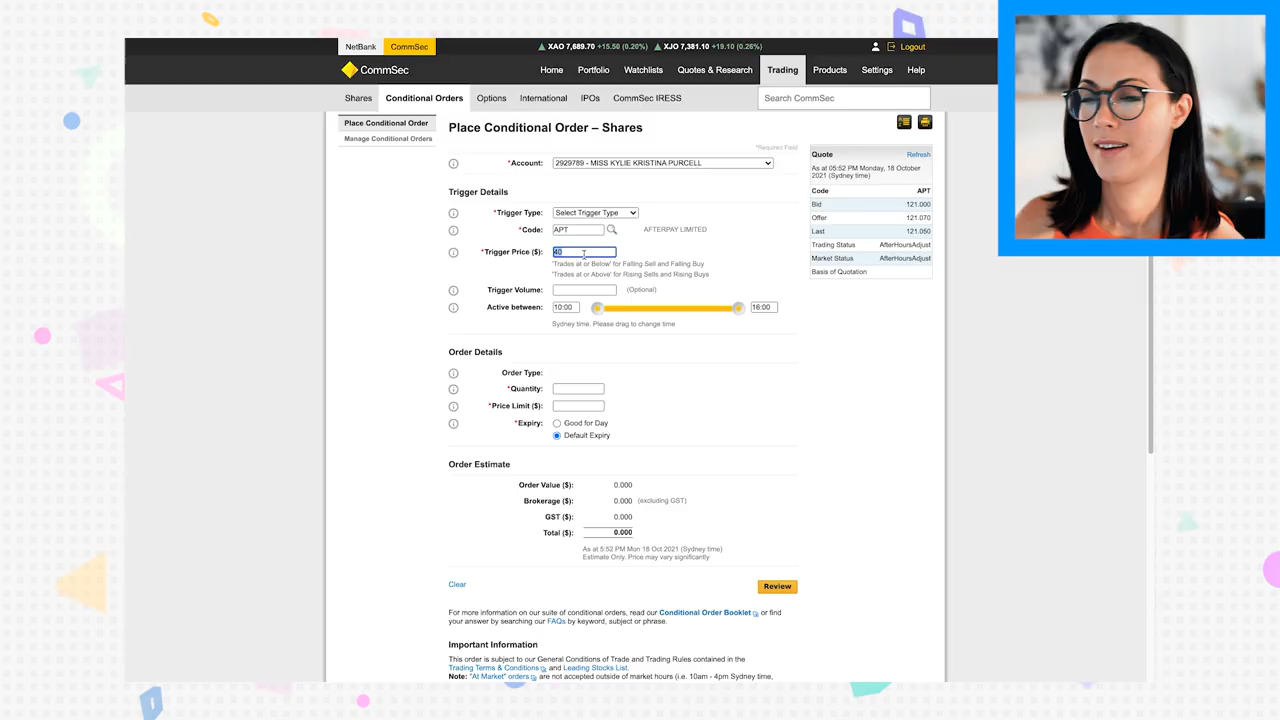 NetBank
CommSec
XAO 7,689.70 +15.50 (0.20%)
XJO 7,381.10 +19.10 (0.26%)
Logout
CommSec
Home
Portfolio
Watchlists
Quotes & Research
Trading
Products
Settings
Help
Shares
Conditional Orders
Options
International
IPOs
CommSec IRESS
Search CommSec
Place Conditional Order
Manage Conditional Orders
Place Conditional Order – Shares
*Required Field
*Account: 2929789 - MISS KYLIE KRISTINA PURCELL
Trigger Details
*Trigger Type: Select Trigger Type
*Code: APT AFTERPAY LIMITED
*Trigger Price ($): 40
'Trades at or Below' for Falling Sell and Falling Buy
'Trades at or Above' for Rising Sells and Rising Buys
Trigger Volume: (Optional)
Active between: 10:00 16:00
Sydney time. Please drag to change time
Order Details
Order Type:
*Quantity:
*Price Limit ($):
*Expiry: Good for Day
Default Expiry
Order Estimate
Order Value ($): 0.000
Brokerage ($): 0.000 (excluding GST)
GST ($): 0.000
Total ($): 0.000
As at 5:52 PM Mon 18 Oct 2021 (Sydney time)
Estimate Only. Price may vary significantly
Clear
Review
For more information on our suite of conditional orders, read our Conditional Order Booklet or find
your answer by searching our FAQs by keyword, subject or phrase.
Important Information
This order is subject to our General Conditions of Trade and Trading Rules contained in the
Trading Terms & Conditions and Leading Stocks List.
Note: "At Market" orders are not accepted outside of market hours (i.e. 10am - 4pm Sydney time,
Quote Refresh
As at 05:52 PM Monday, 18 October
2021 (Sydney time)
Code APT
Bid 121.000
Offer 121.070
Last 121.050
Trading Status AfterHoursAdjust
Market Status AfterHoursAdjust
Basis of Quotation